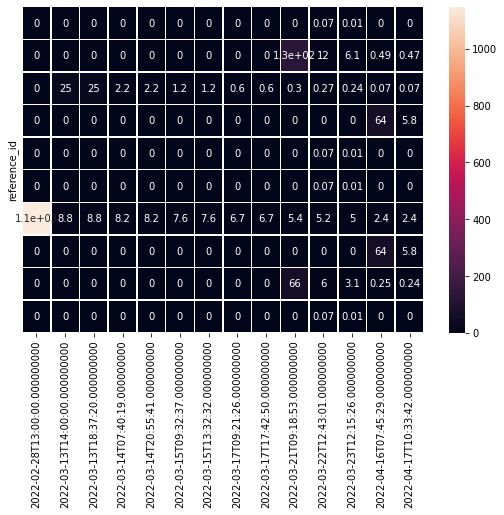 0 0 0 0 0 0 0 0 0 0 0.07 0.01 0 0
0 0 0 0 0 0 0 0 0 1.3e+02 12 6.1 0.49 0.47
0 25 25 2.2 2.2 1.2 1.2 0.6 0.6 0.3 0.27 0.24 0.07 0.07
0 0 0 0 0 0 0 0 0 0 0 0 64 5.8
0 0 0 0 0 0 0 0 0 0 0.07 0.01 0 0
0 0 0 0 0 0 0 0 0 0 0.07 0.01 0 0
1.1e+0 8.8 8.8 8.2 8.2 7.6 7.6 6.7 6.7 5.4 5.2 5 2.4 2.4
0 0 0 0 0 0 0 0 0 0 0 0 64 5.8
0 0 0 0 0 0 0 0 0 66 6 3.1 0.25 0.24
0 0 0 0 0 0 0 0 0 0 0.07 0.01 0 0
reference_id
2022-02-28T13:00:00.000000000
2022-03-13T14:00:00.000000000
2022-03-13T18:37:20.000000000
2022-03-14T07:40:19.000000000
2022-03-14T20:55:41.000000000
2022-03-15T09:32:37.000000000
2022-03-15T13:32:32.000000000
2022-03-17T09:21:26.000000000
2022-03-17T17:42:50.000000000
2022-03-21T09:18:53.000000000
2022-03-22T12:43:01.000000000
2022-03-23T12:15:26.000000000
2022-04-16T07:45:29.000000000
2022-04-17T10:33:42.000000000
1000
800
600
400
200
0